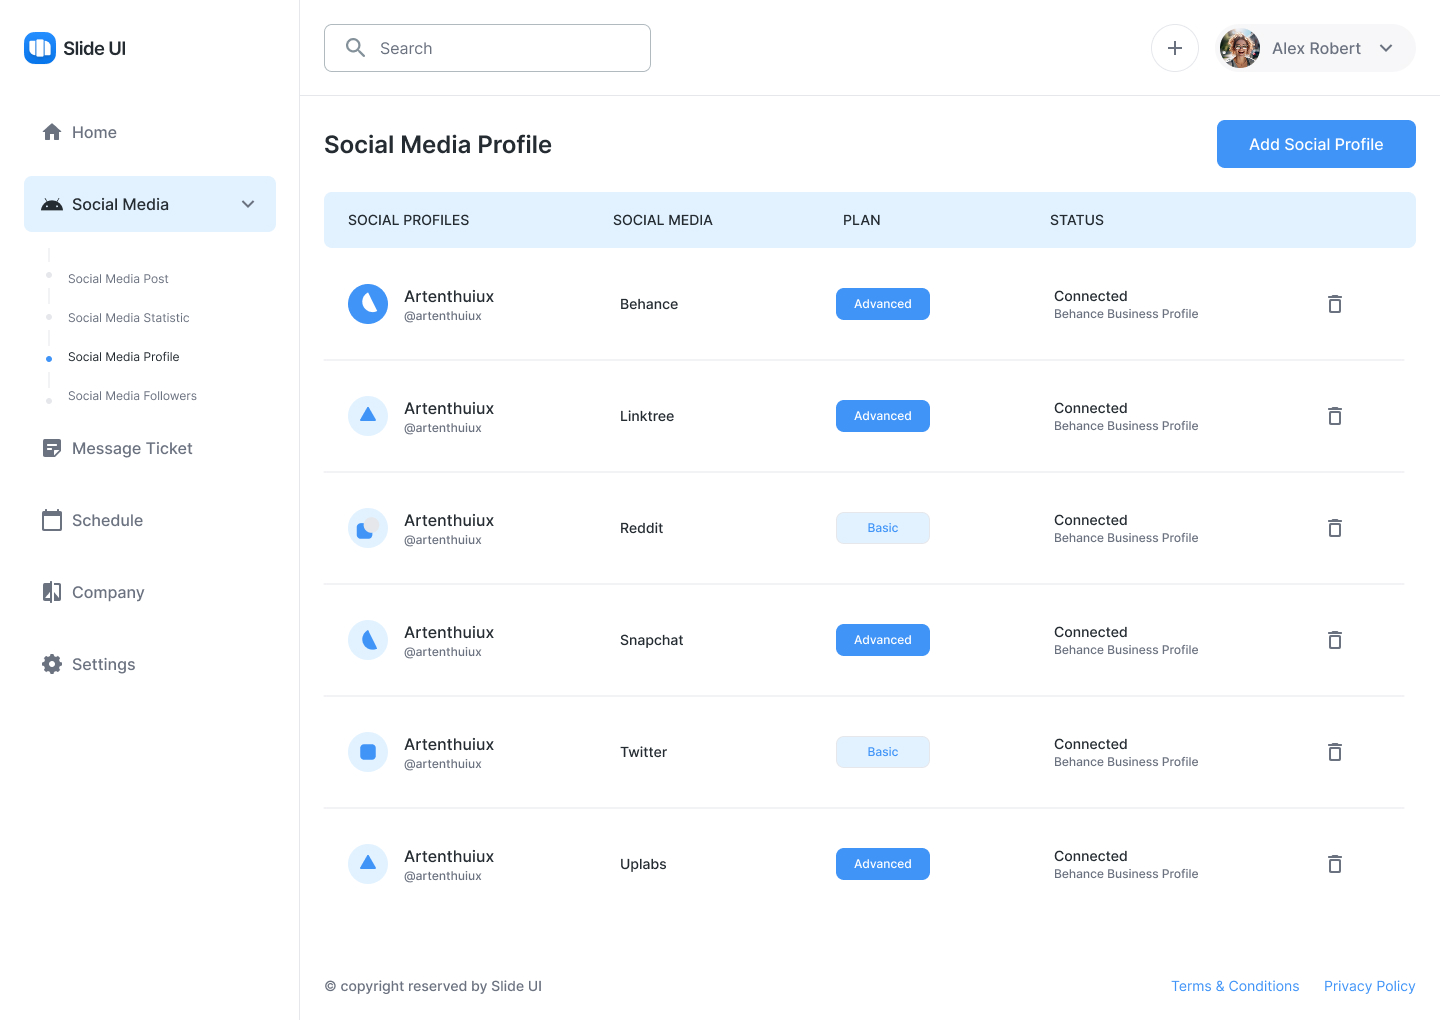 Slide UI
Search
Alex Robert
Home
Social Media
Social Media Post
Social Media Statistic
Social Media Profile
Social Media Followers
Message Ticket
Schedule
Company
Settings
Social Media Profile
Add Social Profile
SOCIAL PROFILES SOCIAL MEDIA PLAN STATUS
Artenthuiux
@artenthuiux
Behance
Advanced
Connected
Behance Business Profile
Artenthuiux
@artenthuiux
Linktree
Advanced
Connected
Behance Business Profile
Artenthuiux
@artenthuiux
Reddit
Basic
Connected
Behance Business Profile
Artenthuiux
@artenthuiux
Snapchat
Advanced
Connected
Behance Business Profile
Artenthuiux
@artenthuiux
Twitter
Basic
Connected
Behance Business Profile
Artenthuiux
@artenthuiux
Uplabs
Advanced
Connected
Behance Business Profile
© copyright reserved by Slide UI
Terms & Conditions Privacy Policy